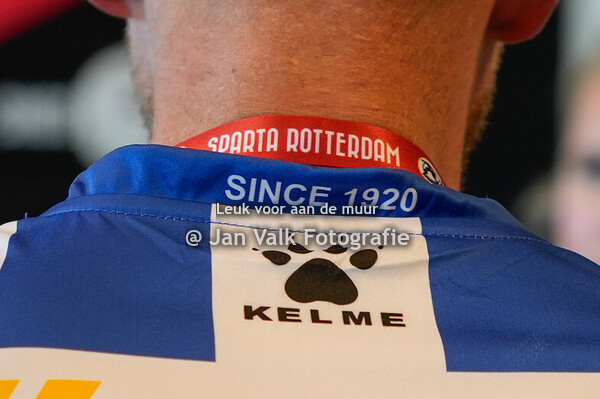 SPARTA ROTTERDAM
SINCE 1920
Leuk voor aan de muur
@ Jan Valk Fotografie
KELME